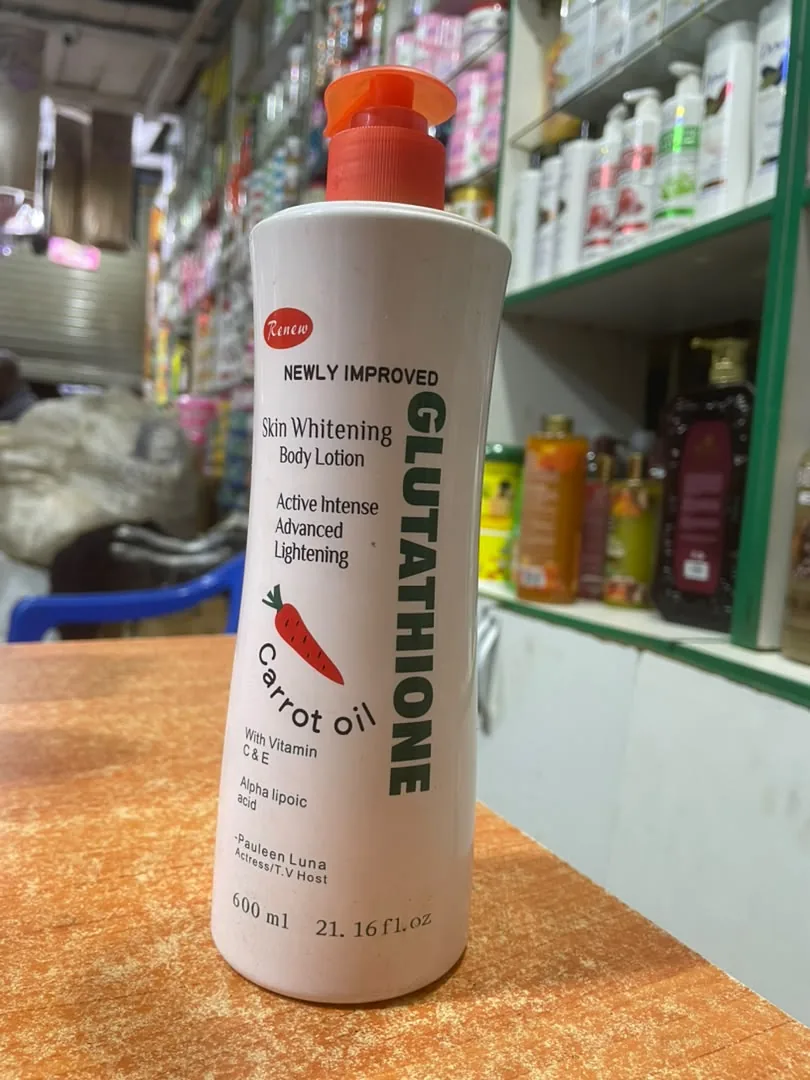 Renew
NEWLY IMPROVED
Skin Whitening
Body Lotion
Active Intense
Advanced
Lightening
GLUTATHIONE
Carrot oil
With Vitamin
C & E
Alpha lipoic
acid
-Pauleen Luna
Actress/T.V Host
600 ml 21. 16 fl. oz